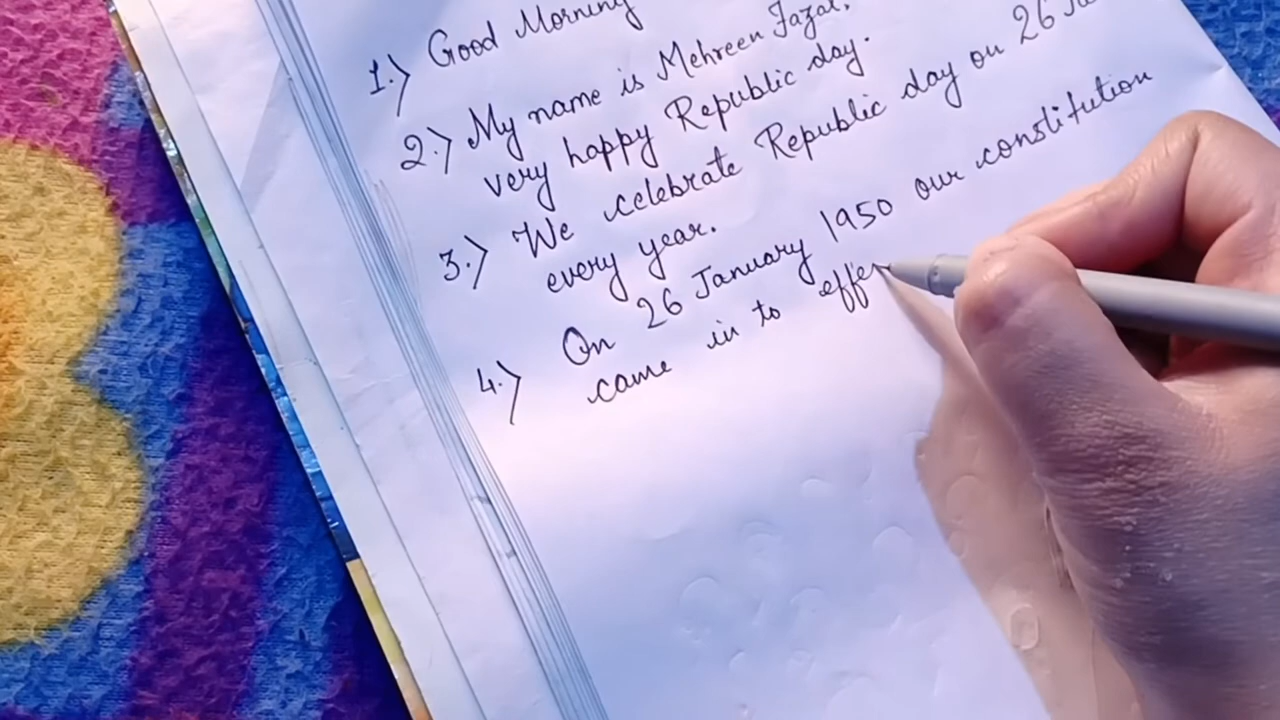 1.) Good Morning
2.) My name is Mehreen Fazal,
very happy Republic day.
3.) We celebrate Republic day on 26
every year.
4.) On 26 January 1950 our constitution
came in to effe